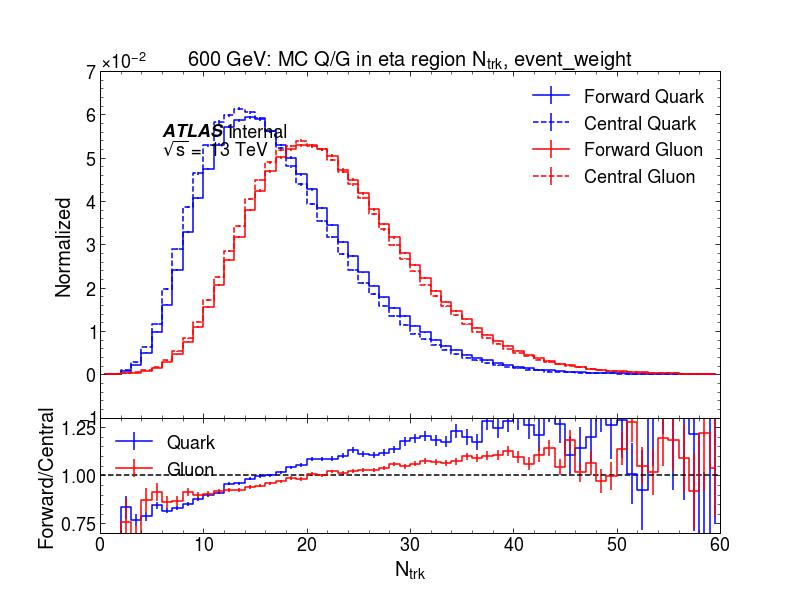 ×10⁻²
600 GeV: MC Q/G in eta region Nₜᵣₖ, event_weight
7
6
5
4
3
2
1
0
1
Normalized
ATLAS Internal
√s = 13 TeV
Forward Quark
Central Quark
Forward Gluon
Central Gluon
1.25
1.00
0.75
Forward/Central
Quark
Gluon
0 10 20 30 40 50 60
Nₜᵣₖ